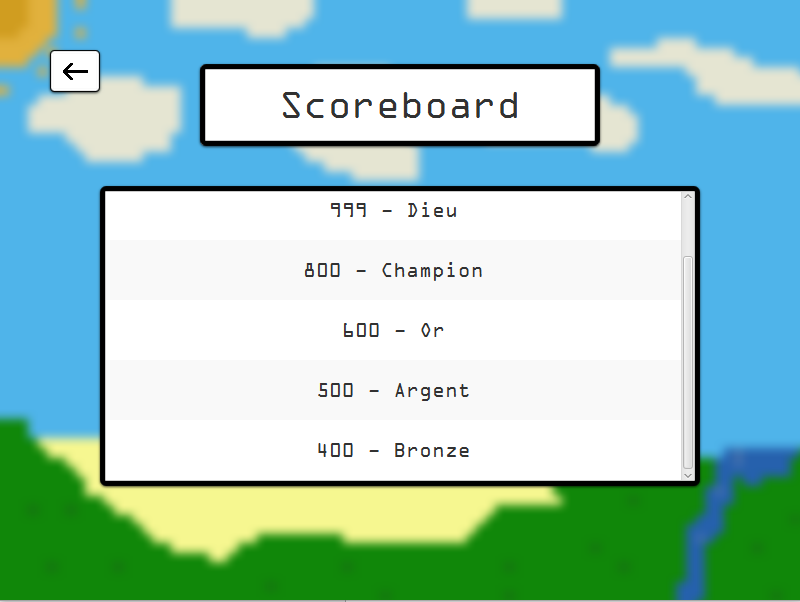 Scoreboard
999 - Dieu
800 - Champion
600 - Or
500 - Argent
400 - Bronze